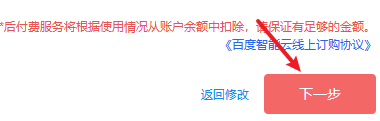 *后付费服务将根据使用情况从账户余额中扣除，请保证有足够的金额。
《百度智能云线上订购协议》
返回修改 下一步